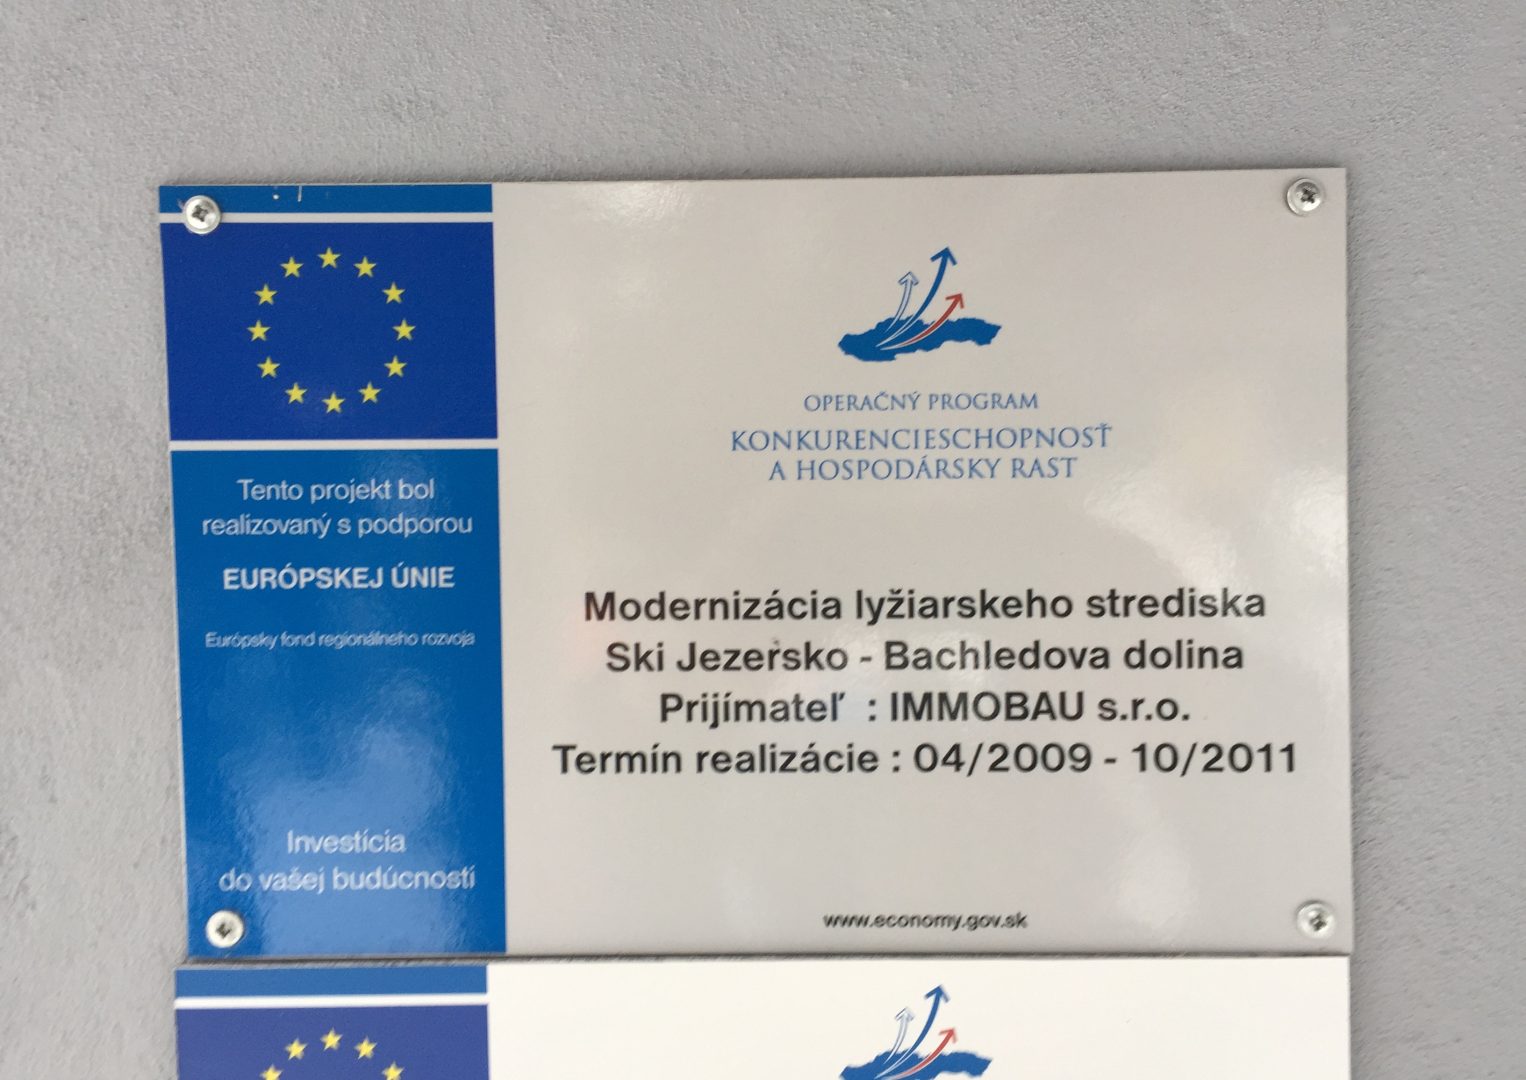 Tento projekt bol
realizovaný s podporou
EURÓPSKEJ ÚNIE
Európsky fond regionálneho rozvoja
Investícia
do vašej budúcnosti
OPERAČNÝ PROGRAM
KONKURENCIESCHOPNOSŤ
A HOSPODÁRSKY RAST
Modernizácia lyžiarskeho strediska
Ski Jezersko - Bachledova dolina
Prijímateľ : IMMOBAU s.r.o.
Termín realizácie : 04/2009 - 10/2011
www.economy.gov.sk